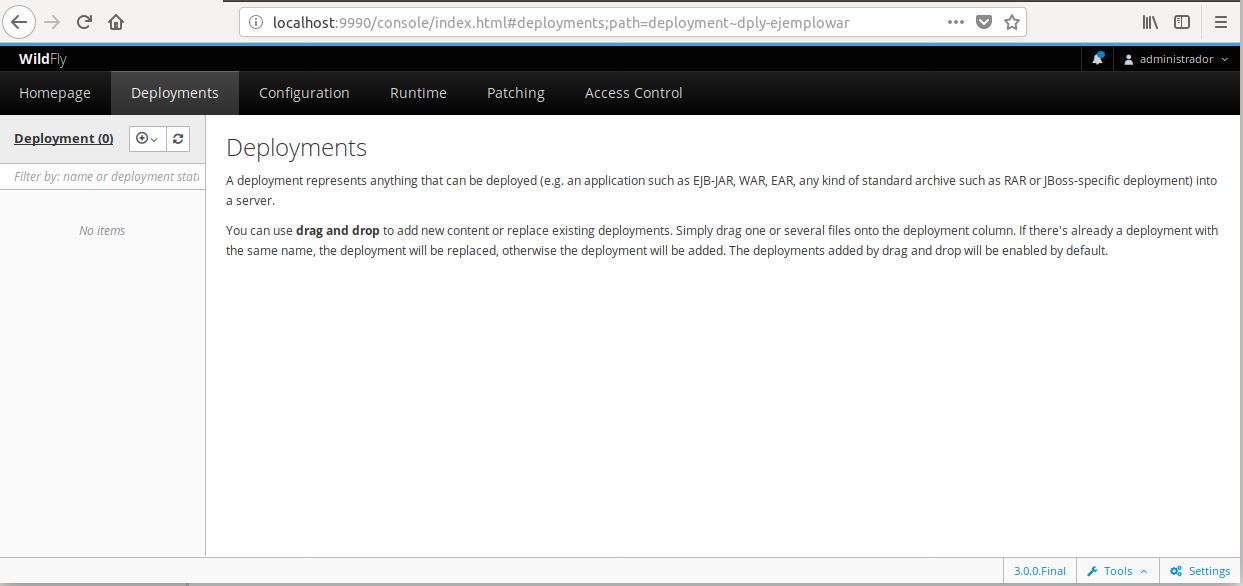 localhost:9990/console/index.html#deployments;path=deployment~dply-ejemplowar
WildFly
administrador
Homepage Deployments Configuration Runtime Patching Access Control
Deployment (0)
Filter by: name or deployment statu
No items
Deployments
A deployment represents anything that can be deployed (e.g. an application such as EJB-JAR, WAR, EAR, any kind of standard archive such as RAR or JBoss-specific deployment) into
a server.
You can use drag and drop to add new content or replace existing deployments. Simply drag one or several files onto the deployment column. If there's already a deployment with
the same name, the deployment will be replaced, otherwise the deployment will be added. The deployments added by drag and drop will be enabled by default.
3.0.0.Final Tools Settings